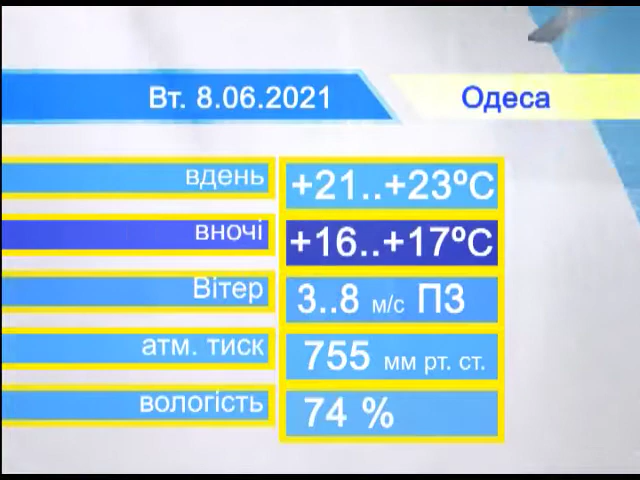 Вт. 8.06.2021 Одеса
вдень +21..+23ºC
вночі +16..+17ºC
Вітер 3..8 м/с ПЗ
атм. тиск 755 мм рт. ст.
вологість 74 %